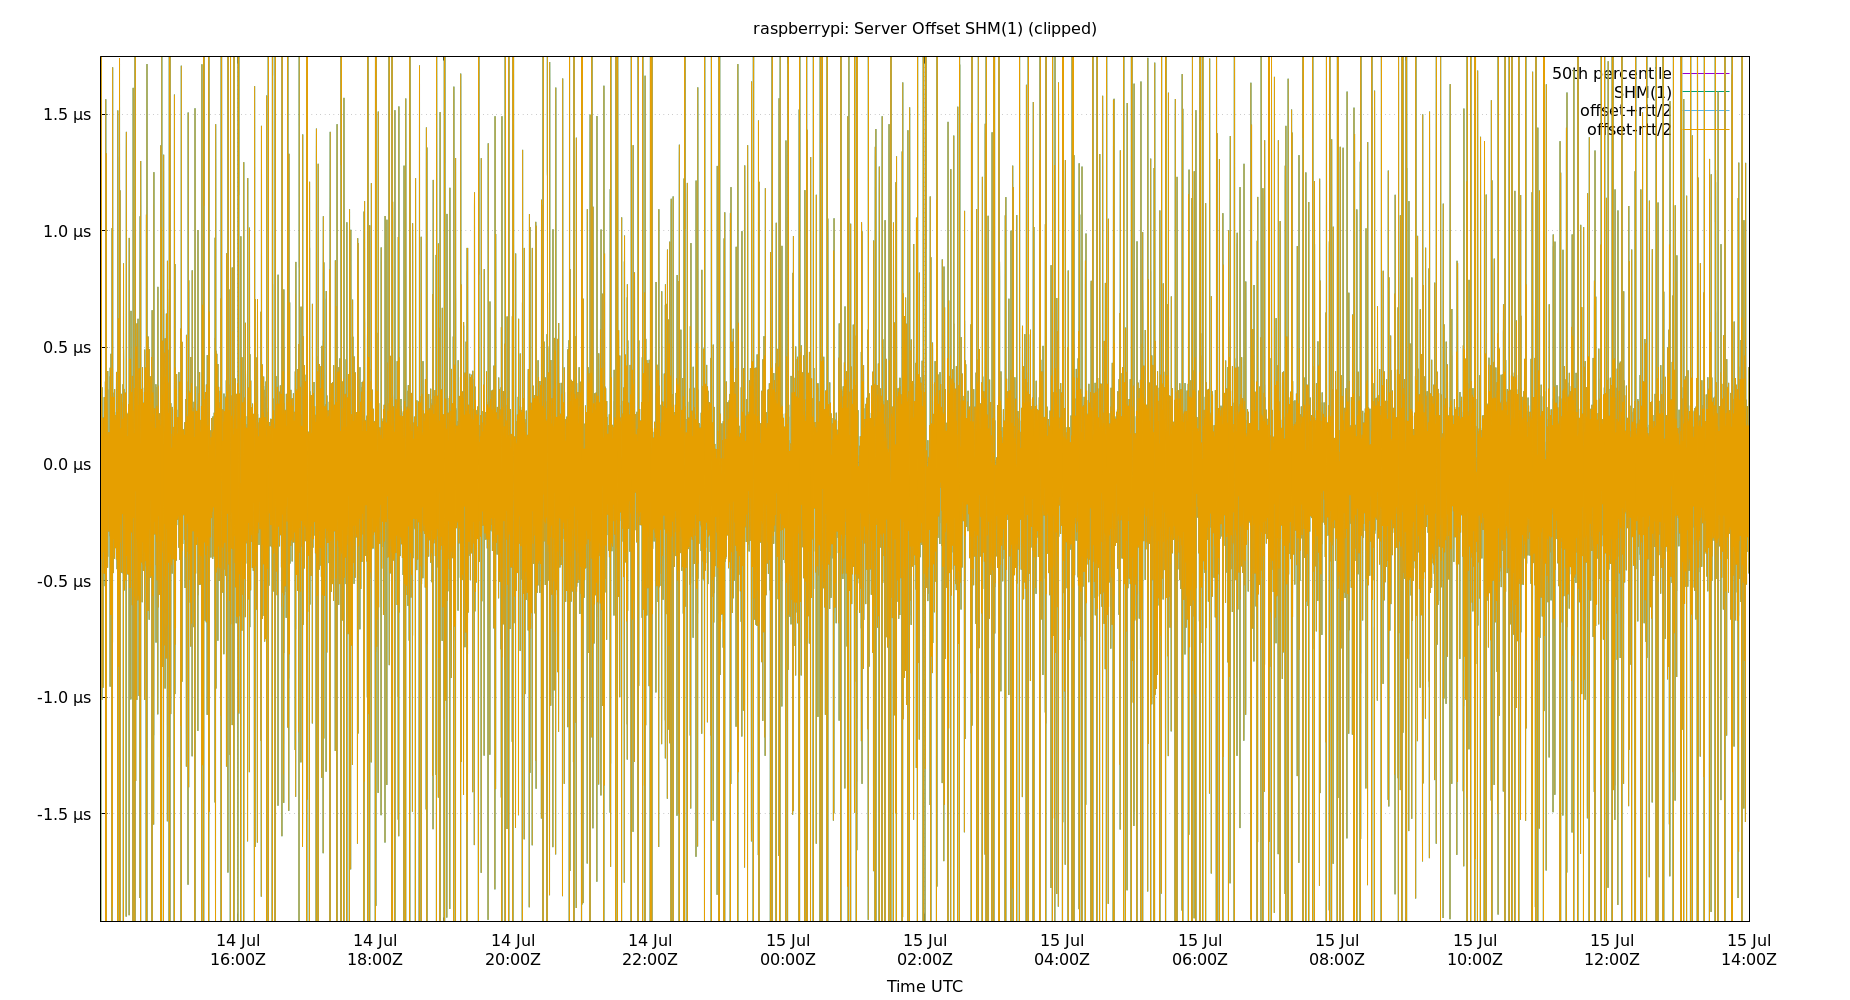 raspberrypi: Server Offset SHM(1) (clipped)
50th percentile
SHM(1)
offset+rtt/2
offset-rtt/2
1.5 µs
1.0 µs
0.5 µs
0.0 µs
-0.5 µs
-1.0 µs
-1.5 µs
14 Jul 14 Jul 14 Jul 14 Jul 15 Jul 15 Jul 15 Jul 15 Jul 15 Jul 15 Jul 15 Jul 15 Jul
16:00Z 18:00Z 20:00Z 22:00Z 00:00Z 02:00Z 04:00Z 06:00Z 08:00Z 10:00Z 12:00Z 14:00Z
Time UTC